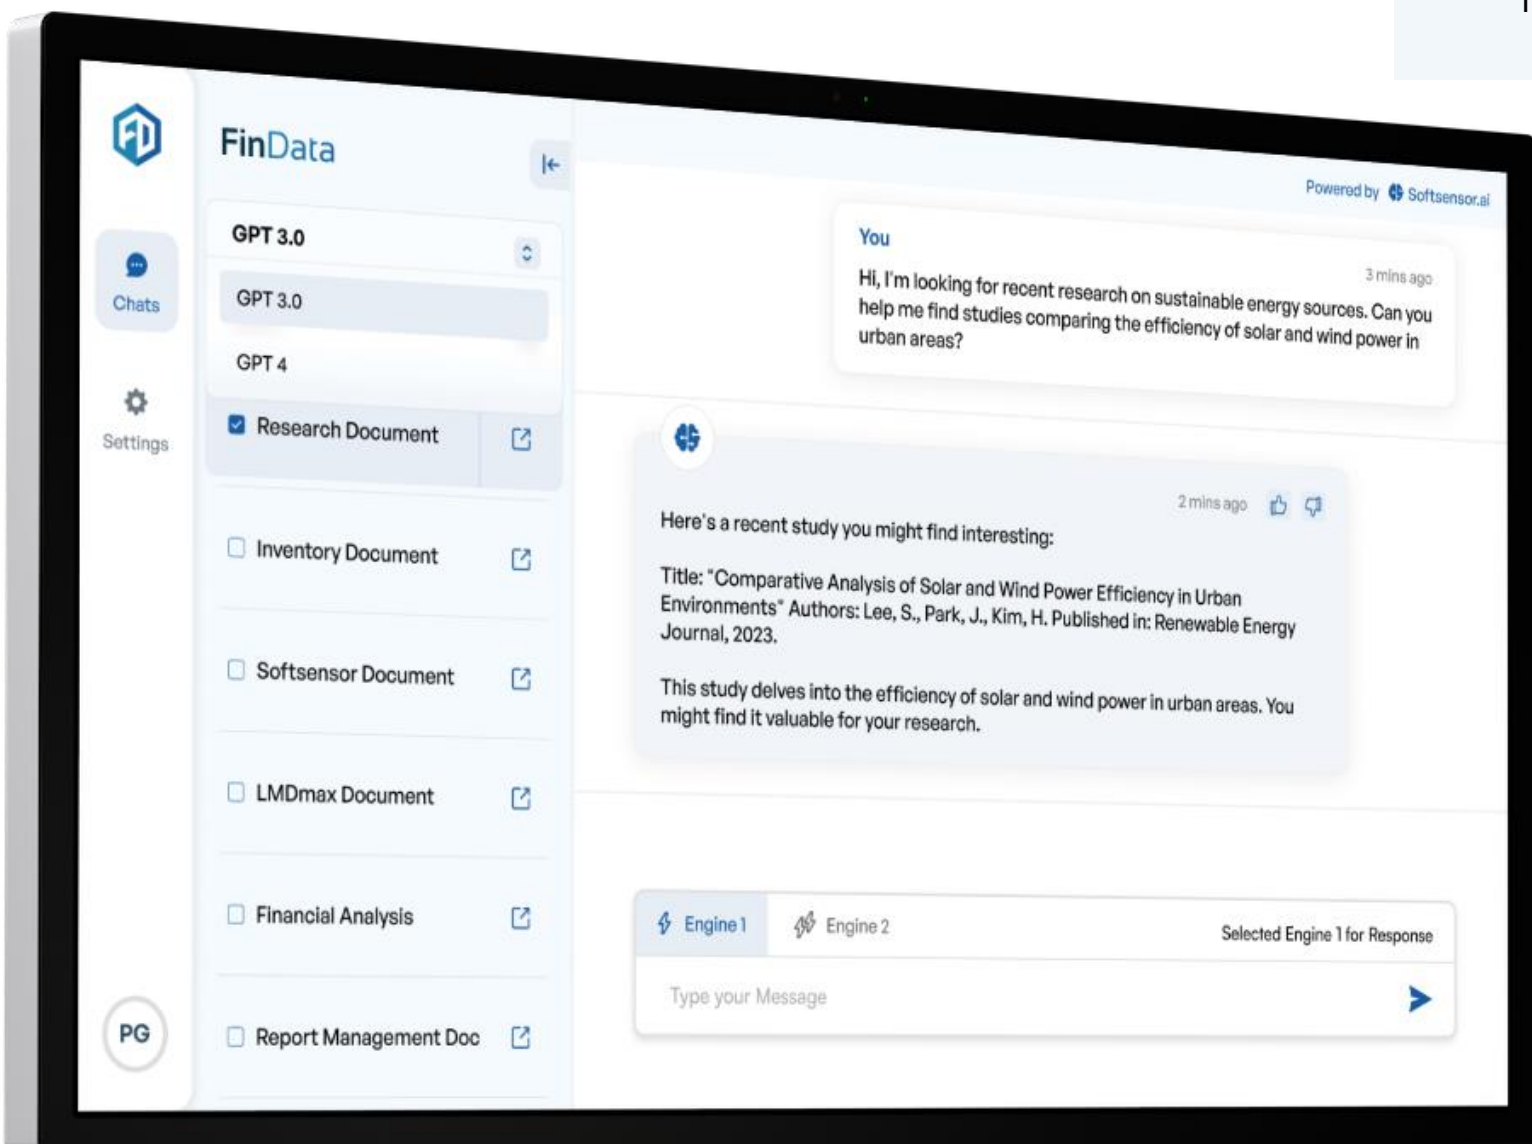 FD
FinData
Powered by Softsensor.ai
GPT 3.0
GPT 3.0
GPT 4
Chats
Settings
Research Document
Inventory Document
Softsensor Document
LMDmax Document
Financial Analysis
Report Management Doc
PG
You
3 mins ago
Hi, I'm looking for recent research on sustainable energy sources. Can you
help me find studies comparing the efficiency of solar and wind power in
urban areas?
2 mins ago
Here's a recent study you might find interesting:
Title: "Comparative Analysis of Solar and Wind Power Efficiency in Urban
Environments" Authors: Lee, S., Park, J., Kim, H. Published in: Renewable Energy
Journal, 2023.
This study delves into the efficiency of solar and wind power in urban areas. You
might find it valuable for your research.
Engine 1
Engine 2
Selected Engine 1 for Response
Type your Message